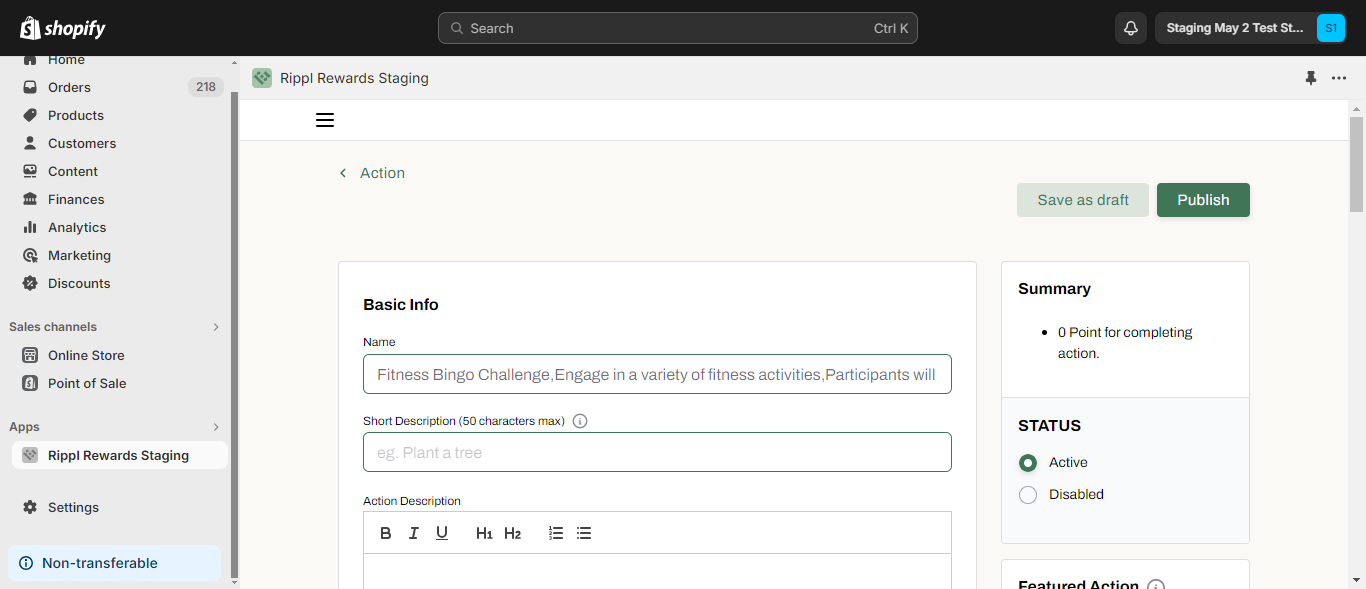 shopify
Search
Ctrl K
Staging May 2 Test St...
S1
Home
Orders
218
Products
Customers
Content
Finances
Analytics
Marketing
Discounts
Sales channels
Online Store
Point of Sale
Apps
Rippl Rewards Staging
Settings
Non-transferable
Rippl Rewards Staging
Action
Save as draft
Publish
Basic Info
Name
Fitness Bingo Challenge,Engage in a variety of fitness activities,Participants will
Short Description (50 characters max)
eg. Plant a tree
Action Description
B I U H1 H2
Summary
0 Point for completing
action.
STATUS
Active
Disabled
Featured Action